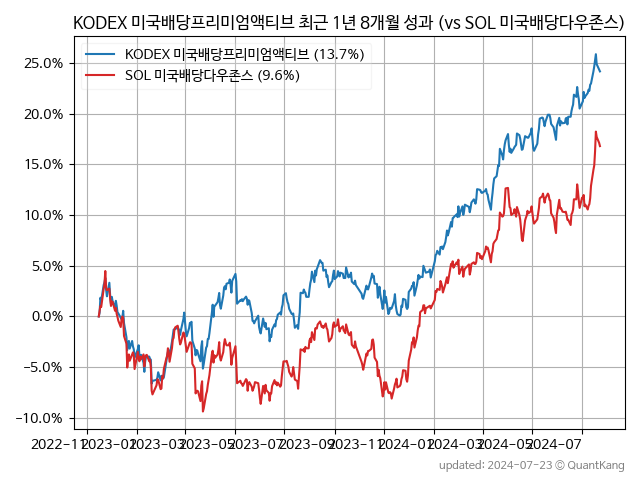 KODEX 미국배당프리미엄액티브 최근 1년 8개월 성과 (vs SOL 미국배당다우존스)
KODEX 미국배당프리미엄액티브 (13.7%)
SOL 미국배당다우존스 (9.6%)
25.0%
20.0%
15.0%
10.0%
5.0%
0.0%
−5.0%
−10.0%
2022-11 2023-01 2023-03 2023-05 2023-07 2023-09 2023-11 2024-01 2024-03 2024-05 2024-07
updated: 2024-07-23 © QuantKang